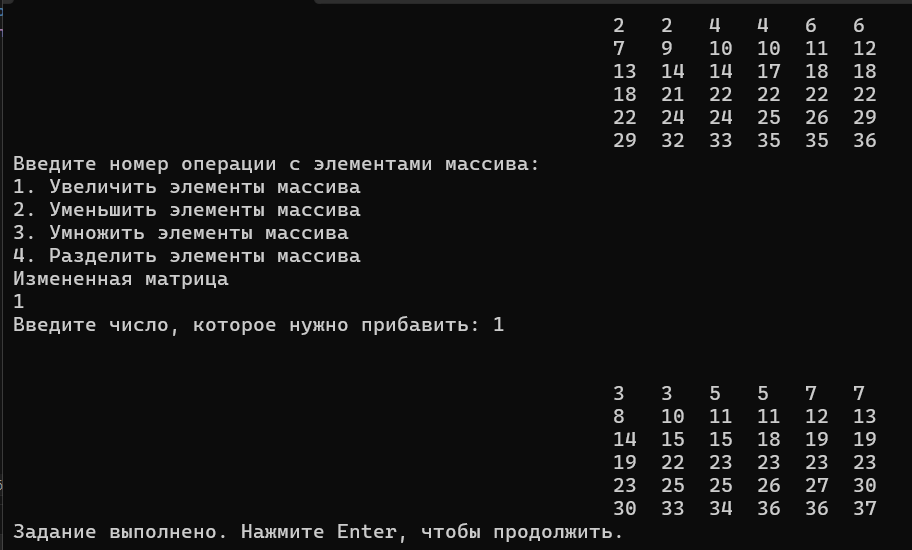 2 2 4 4 6 6
7 9 10 10 11 12
13 14 14 17 18 18
18 21 22 22 22 22
22 24 24 25 26 29
29 32 33 35 35 36
Введите номер операции с элементами массива:
1. Увеличить элементы массива
2. Уменьшить элементы массива
3. Умножить элементы массива
4. Разделить элементы массива
Измененная матрица
1
Введите число, которое нужно прибавить: 1
3 3 5 5 7 7
8 10 11 11 12 13
14 15 15 18 19 19
19 22 23 23 23 23
23 25 25 26 27 30
30 33 34 36 36 37
Задание выполнено. Нажмите Enter, чтобы продолжить.